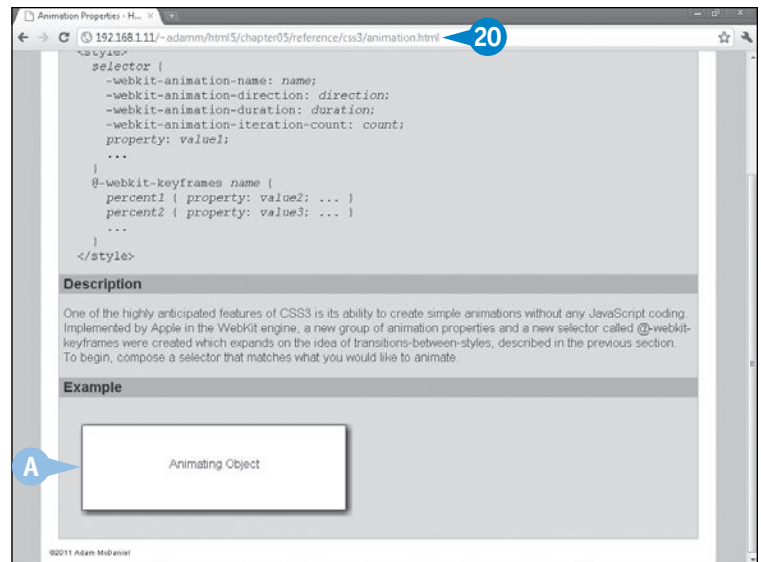 Animation Properties - H...
192.168.1.11/~adamm/html5/chapter05/reference/css3/animation.html
20
<style>
selector {
-webkit-animation-name: name;
-webkit-animation-direction: direction;
-webkit-animation-duration: duration;
-webkit-animation-iteration-count: count;
property: value1;
...
}
@-webkit-keyframes name {
percent1 { property: value2; ... }
percent2 { property: value3; ... }
...
}
</style>
Description
One of the highly anticipated features of CSS3 is its ability to create simple animations without any JavaScript coding.
Implemented by Apple in the WebKit engine, a new group of animation properties and a new selector called @-webkit-
keyframes were created which expands on the idea of transitions-between-styles, described in the previous section.
To begin, compose a selector that matches what you would like to animate.
Example
A
Animating Object
©2011 Adam McDaniel